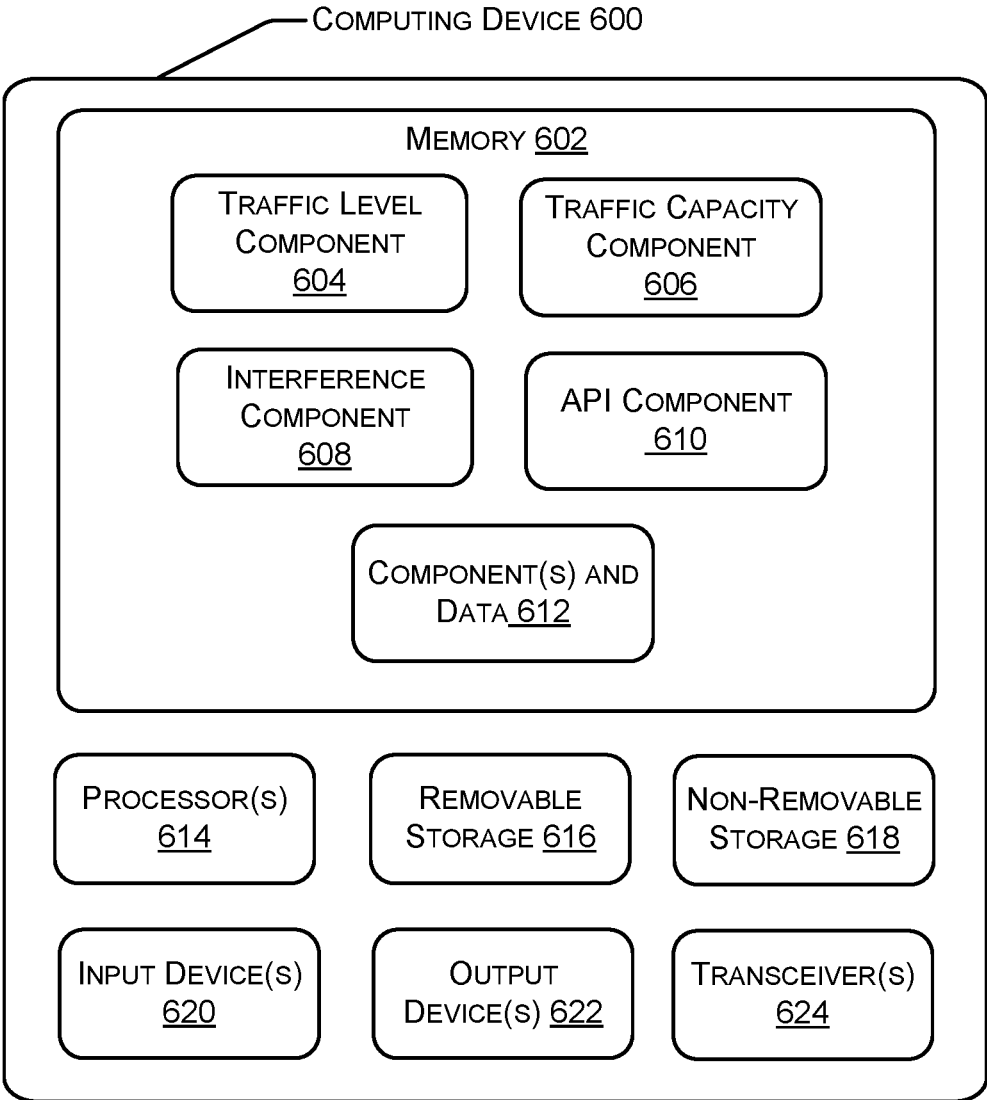 COMPUTING DEVICE 600
MEMORY 602
TRAFFIC LEVEL
COMPONENT
604
TRAFFIC CAPACITY
COMPONENT
606
INTERFERENCE
COMPONENT
608
API COMPONENT
610
COMPONENT(S) AND
DATA 612
PROCESSOR(S)
614
REMOVABLE
STORAGE 616
NON-REMOVABLE
STORAGE 618
INPUT DEVICE(S)
620
OUTPUT
DEVICE(S) 622
TRANSCEIVER(S)
624